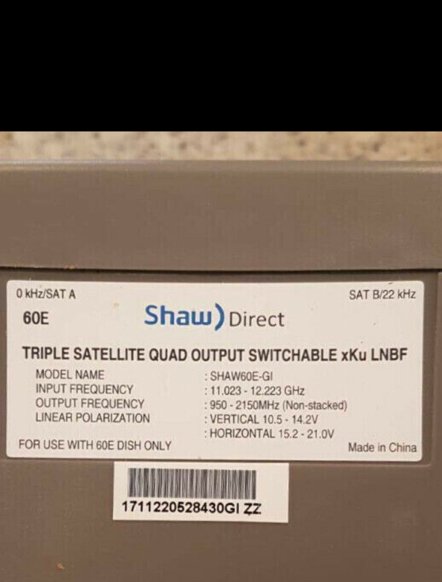 0 kHz/SAT A
SAT B/22 kHz
60E
Shaw) Direct
TRIPLE SATELLITE QUAD OUTPUT SWITCHABLE xKu LNBF
MODEL NAME : SHAW60E-GI
INPUT FREQUENCY : 11.023 - 12.223 GHz
OUTPUT FREQUENCY : 950 - 2150MHz (Non-stacked)
LINEAR POLARIZATION : VERTICAL 10.5 - 14.2V
: HORIZONTAL 15.2 - 21.0V
FOR USE WITH 60E DISH ONLY
Made in China
1711220528430GI ZZ